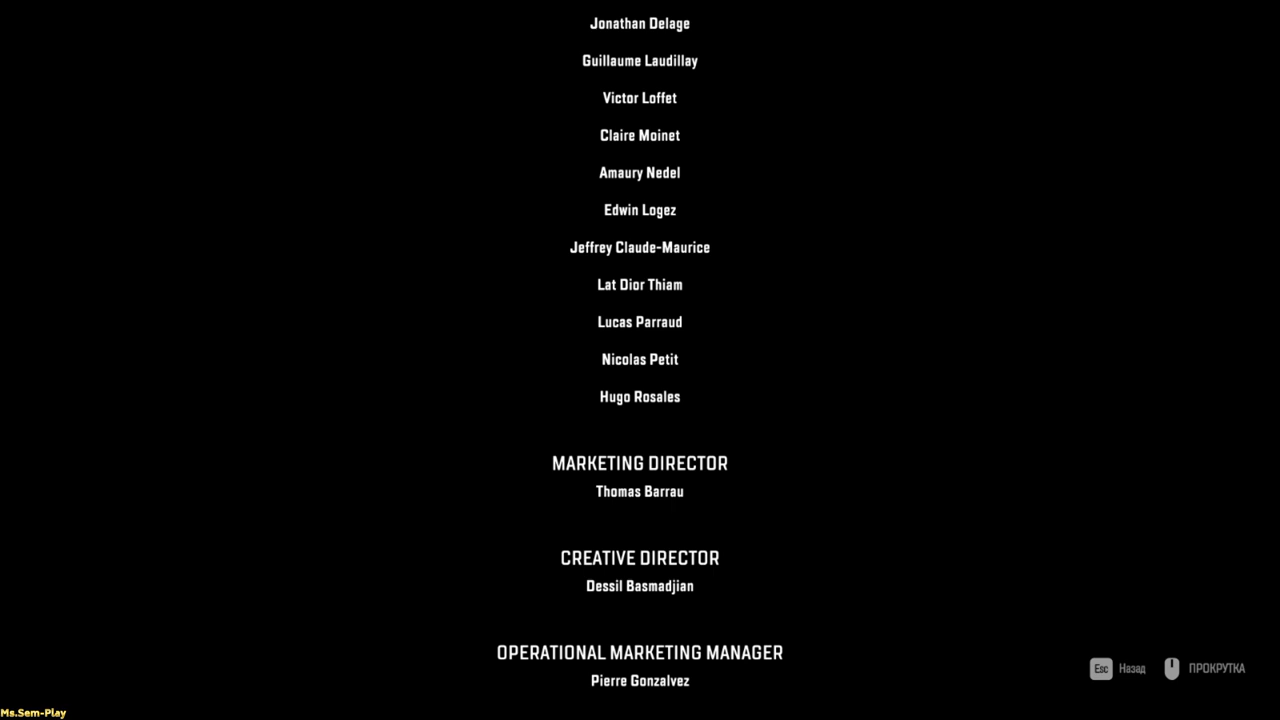 Jonathan Delage
Guillaume Laudillay
Victor Loffet
Claire Moinet
Amaury Nedel
Edwin Logez
Jeffrey Claude-Maurice
Lat Dior Thiam
Lucas Parraud
Nicolas Petit
Hugo Rosales
MARKETING DIRECTOR
Thomas Barrau
CREATIVE DIRECTOR
Dessil Basmadjian
OPERATIONAL MARKETING MANAGER
Pierre Gonzalvez
Esc Назад ПРОКРУТКА
Ms.Sem-Play